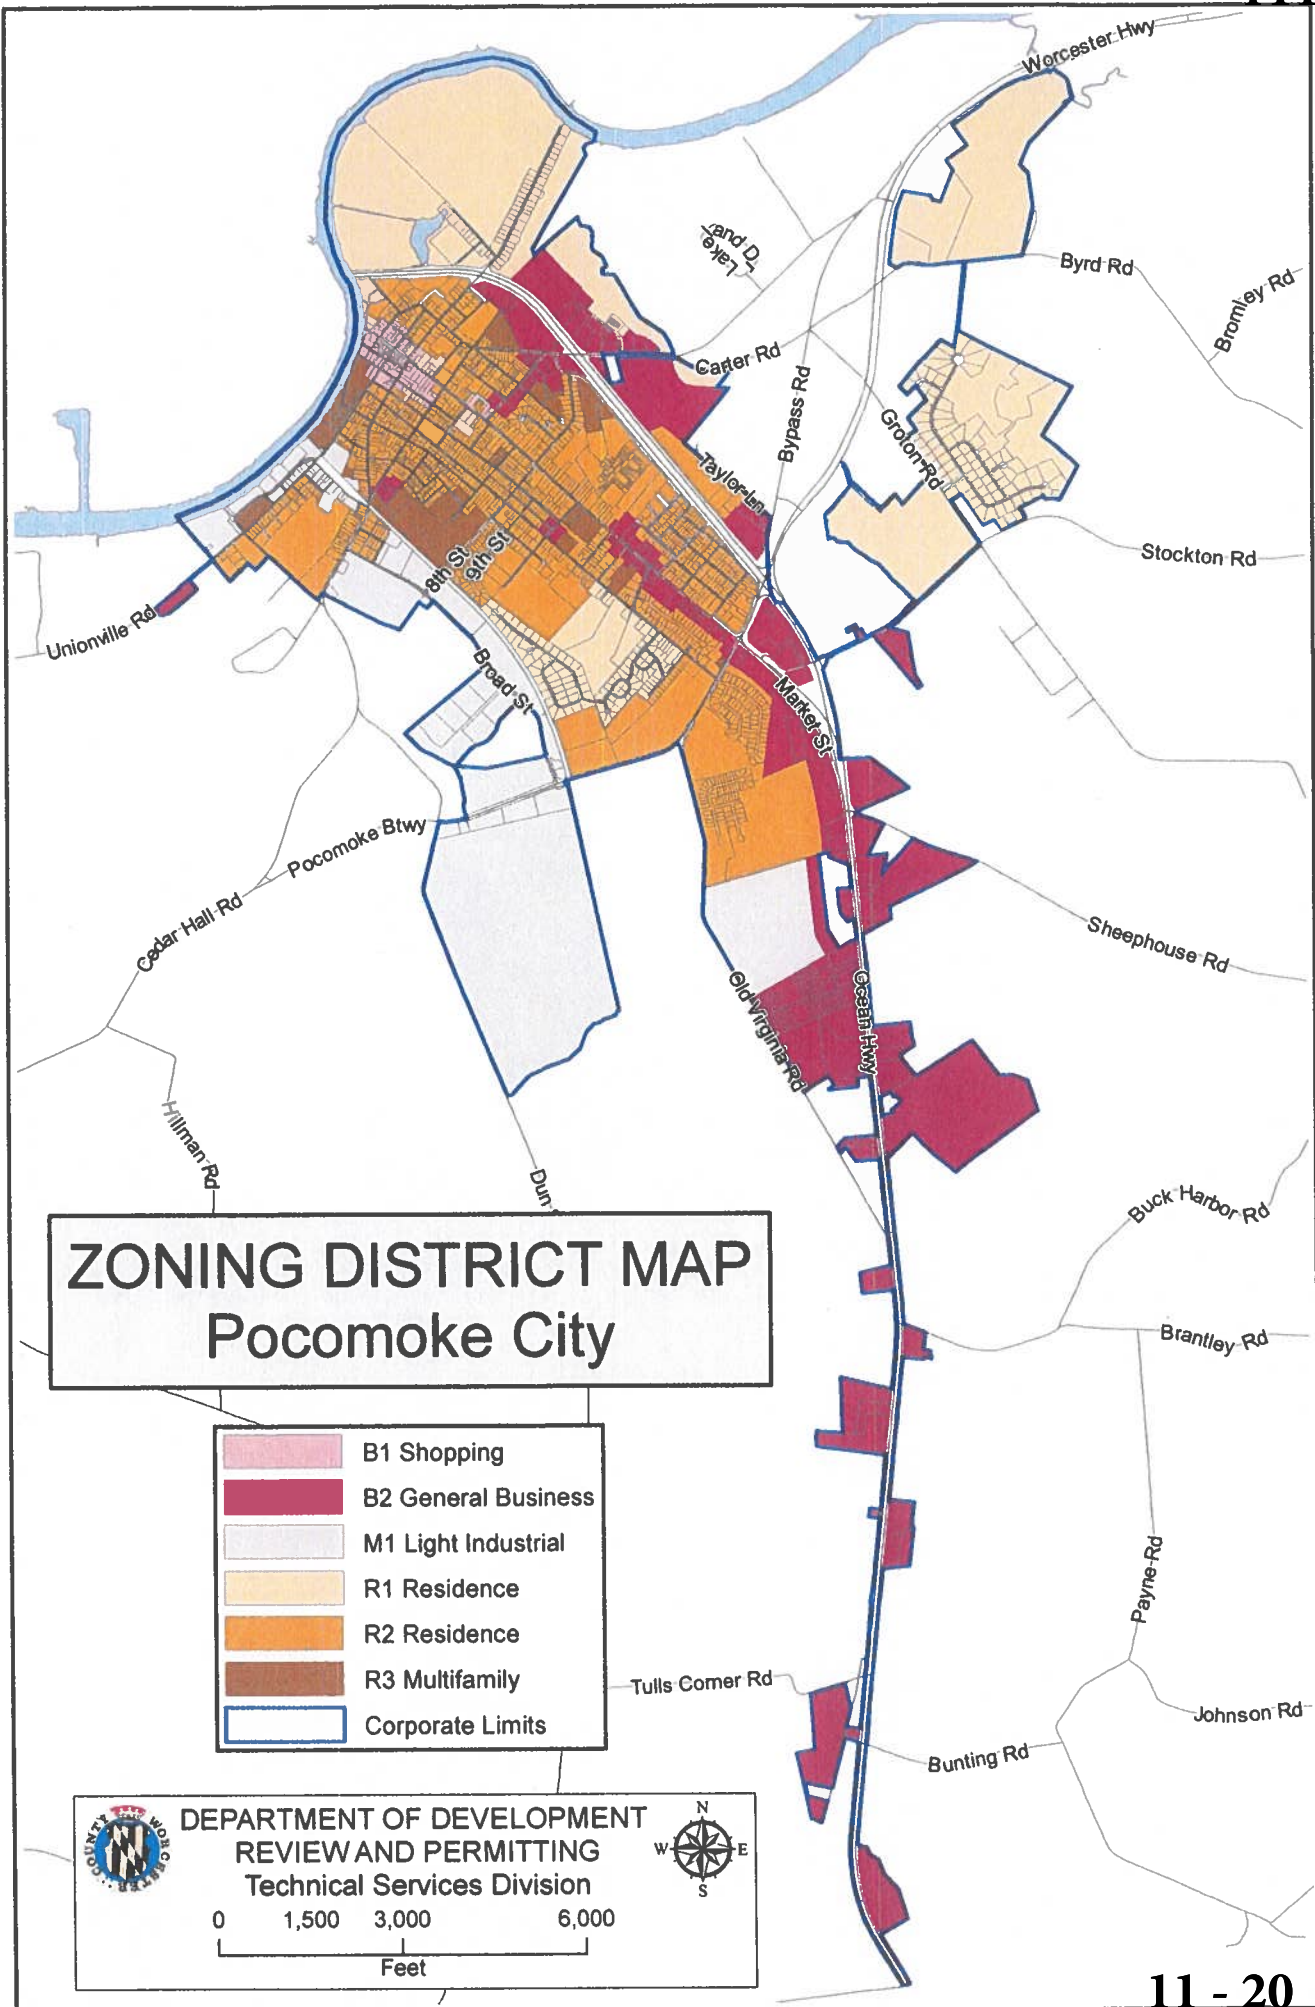 Worcester Hwy
Byrd Rd
Bromley Rd
Carter Rd
Bypass Rd
Groton Rd
Taylor Ln
Stockton Rd
8th St
9th St
Unionville Rd
Broad St
Market St
Pocomoke Btwy
Cedar Hall Rd
Sheephouse Rd
Old Virginia Rd
Ocean Hwy
Hillman Rd
Dun
Buck Harbor Rd
Brantley Rd
ZONING DISTRICT MAP
Pocomoke City
B1 Shopping
B2 General Business
M1 Light Industrial
R1 Residence
R2 Residence
R3 Multifamily
Corporate Limits
Payne Rd
Tulls Corner Rd
Johnson Rd
Bunting Rd
DEPARTMENT OF DEVELOPMENT
REVIEW AND PERMITTING
Technical Services Division
N
W E
S
0 1,500 3,000 6,000
Feet
COUNTY WORCESTER
11 - 20